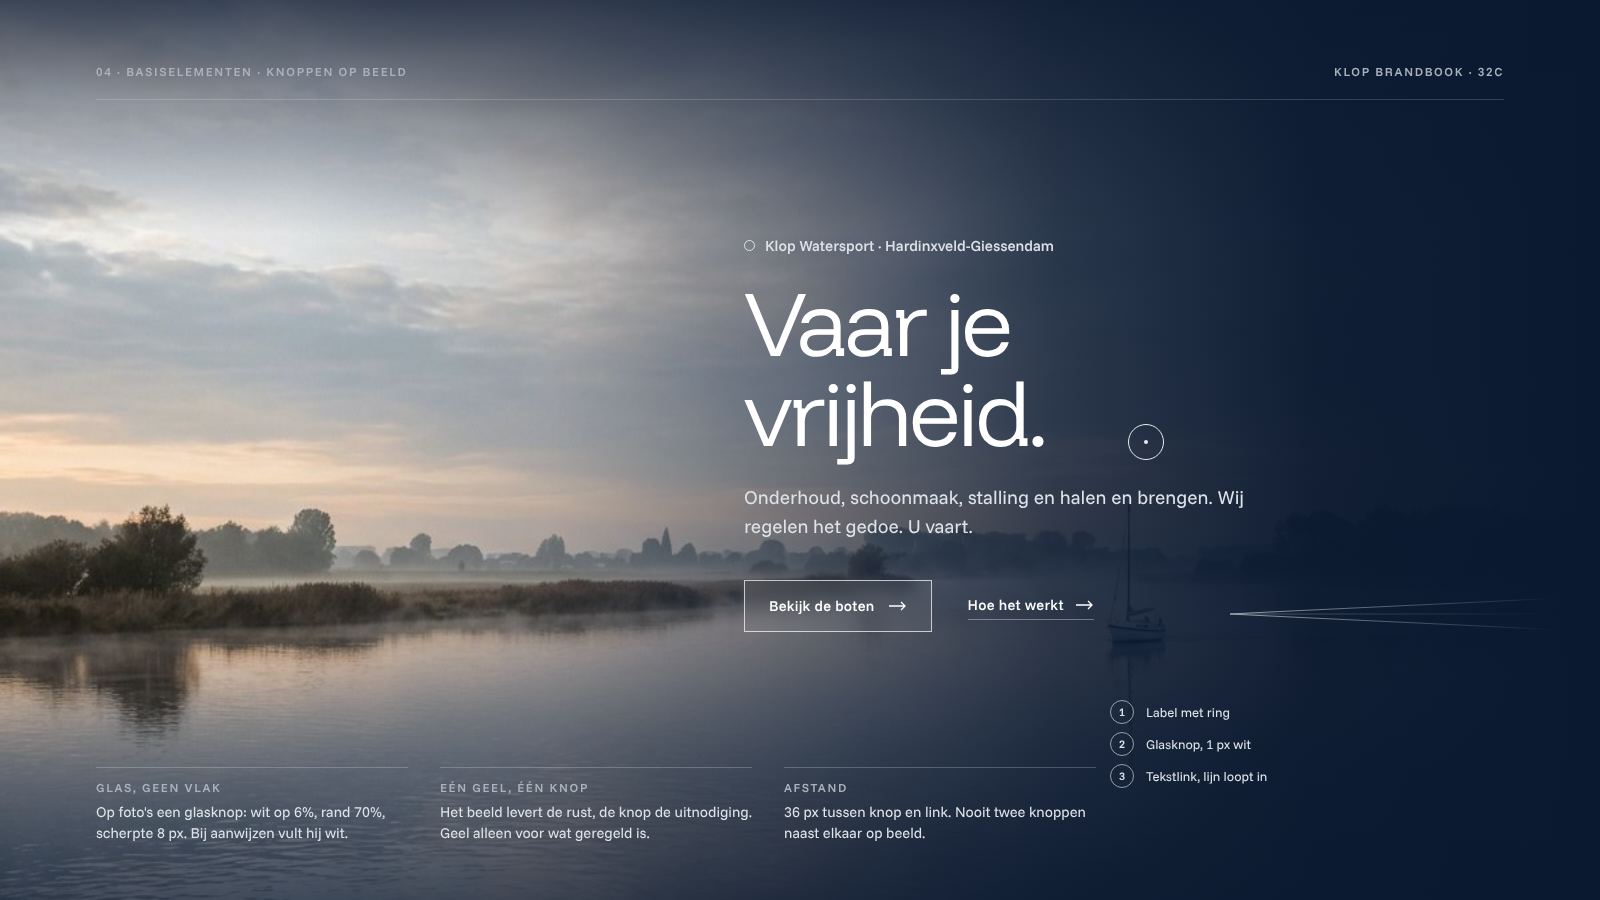 04 · BASISELEMENTEN · KNOPPEN OP BEELD
KLOP BRANDBOOK · 32C
Klop Watersport · Hardinxveld-Giessendam
Vaar je
vrijheid.
Onderhoud, schoonmaak, stalling en halen en brengen. Wij
regelen het gedoe. U vaart.
Bekijk de boten →
Hoe het werkt →
1 Label met ring
2 Glasknop, 1 px wit
3 Tekstlink, lijn loopt in
GLAS, GEEN VLAK
Op foto's een glasknop: wit op 6%, rand 70%,
scherpte 8 px. Bij aanwijzen vult hij wit.
EÉN GEEL, ÉÉN KNOP
Het beeld levert de rust, de knop de uitnodiging.
Geel alleen voor wat geregeld is.
AFSTAND
36 px tussen knop en link. Nooit twee knoppen
naast elkaar op beeld.